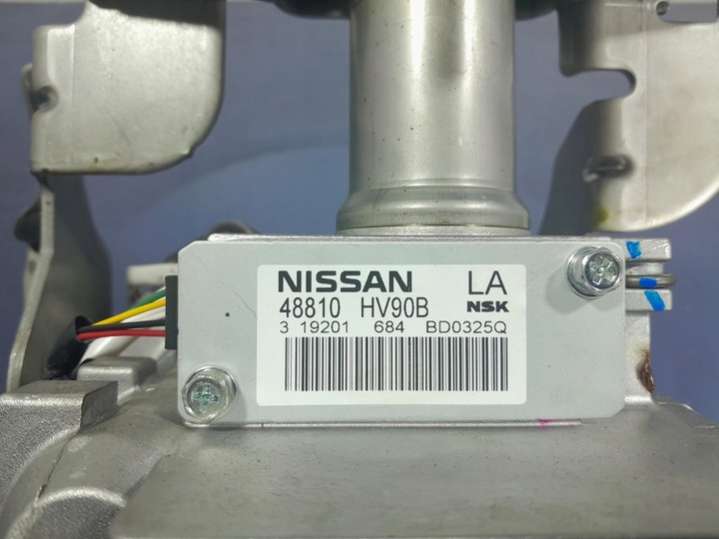 NISSAN LA
48810 HV90B NSK
3 19201 684 BD0325Q